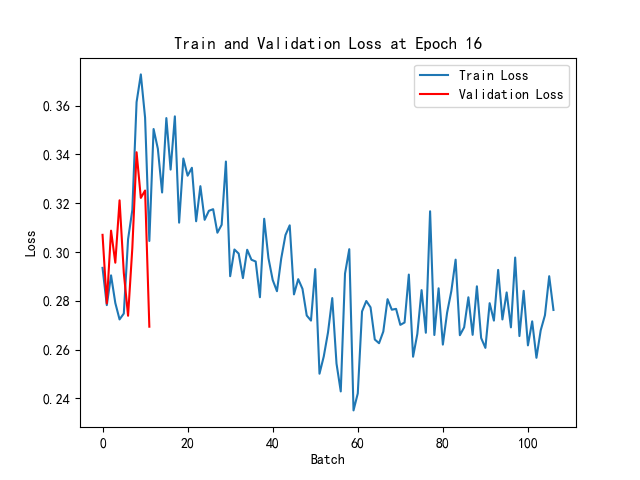 Train and Validation Loss at Epoch 16
Train Loss
Validation Loss
Loss
0.36
0.34
0.32
0.30
0.28
0.26
0.24
0 20 40 60 80 100
Batch